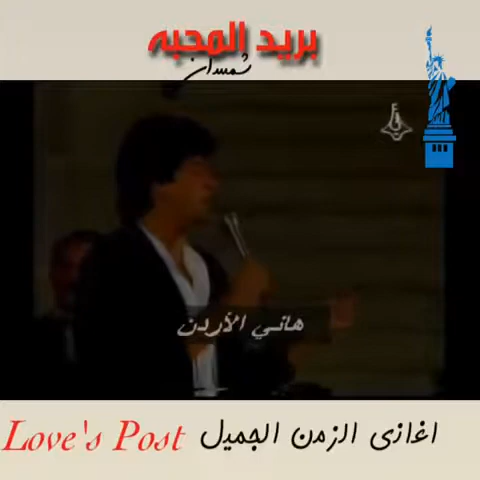 بريد المحبه
شمسان
هاني الأردن
اغانى الزمن الجميل
Love's Post